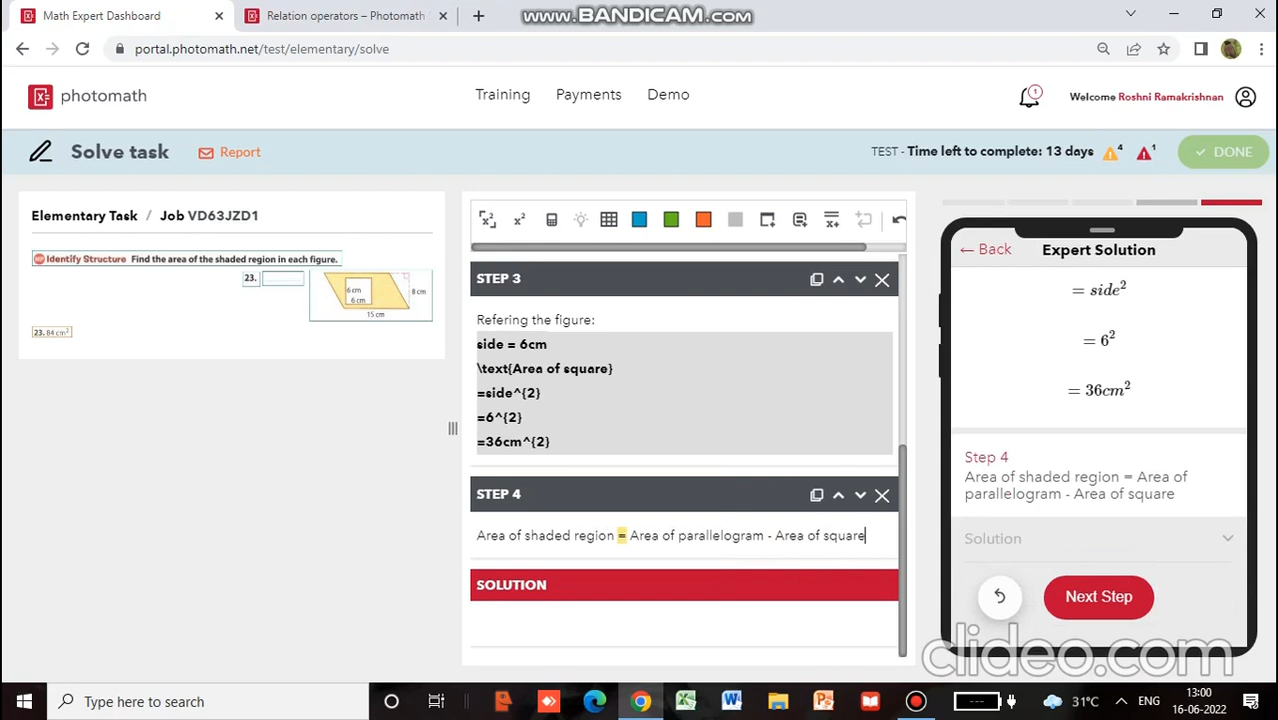 Math Expert Dashboard
Relation operators – Photomath
www.BANDICAM.com
portal.photomath.net/test/elementary/solve
photomath
Training
Payments
Demo
1
Welcome Roshni Ramakrishnan
Solve task
Report
TEST - Time left to complete: 13 days
4
1
DONE
Elementary Task / Job VD63JZD1
Identify Structure Find the area of the shaded region in each figure.
23.
6 cm
6 cm
8 cm
15 cm
23. 84 cm²
STEP 3
Refering the figure:
side = 6cm
\text{Area of square}
=side^{2}
=6^{2}
=36cm^{2}
STEP 4
Area of shaded region = Area of parallelogram - Area of square
SOLUTION
← Back
Expert Solution
= side²
= 6²
= 36cm²
Step 4
Area of shaded region = Area of
parallelogram - Area of square
Solution
Next Step
clideo.com
Type here to search
31°C
ENG
13:00
16-06-2022